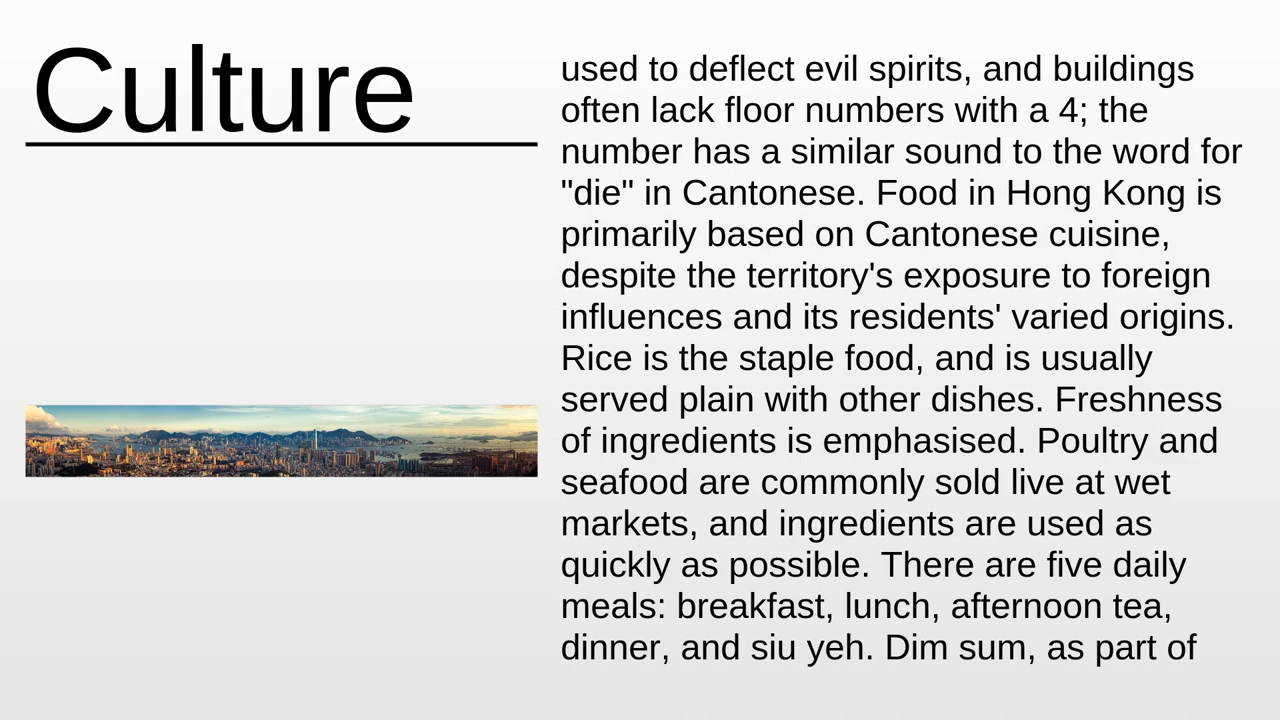 Culture
used to deflect evil spirits, and buildings
often lack floor numbers with a 4; the
number has a similar sound to the word for
"die" in Cantonese. Food in Hong Kong is
primarily based on Cantonese cuisine,
despite the territory's exposure to foreign
influences and its residents' varied origins.
Rice is the staple food, and is usually
served plain with other dishes. Freshness
of ingredients is emphasised. Poultry and
seafood are commonly sold live at wet
markets, and ingredients are used as
quickly as possible. There are five daily
meals: breakfast, lunch, afternoon tea,
dinner, and siu yeh. Dim sum, as part of